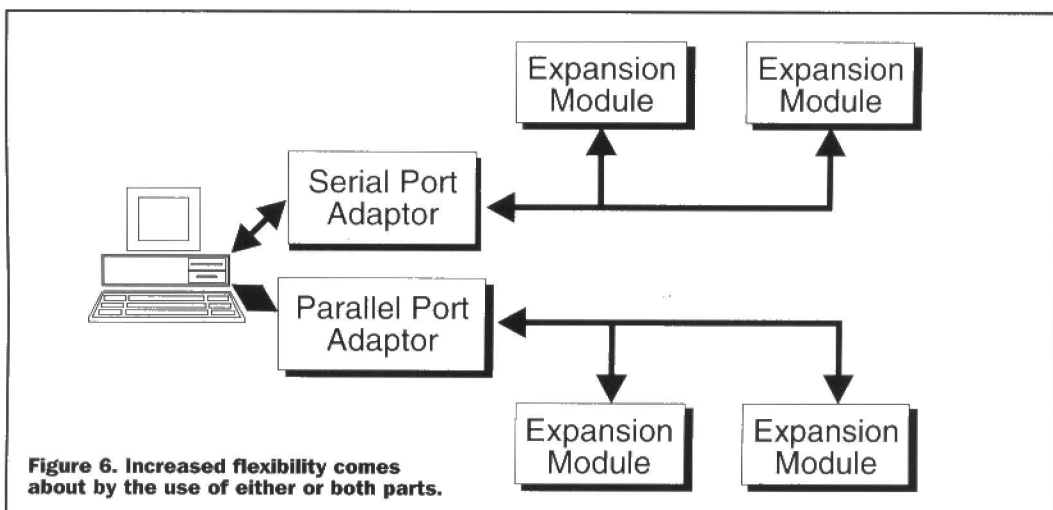 Expansion
Module
Expansion
Module
Serial Port
Adaptor
Parallel Port
Adaptor
Expansion
Module
Expansion
Module
Figure 6. Increased flexibility comes
about by the use of either or both parts.